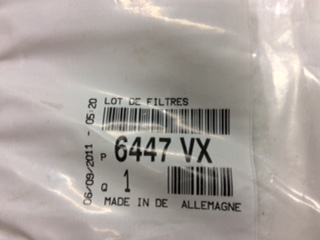 LOT DE FILTRES
P 6447 VX
Q 1
MADE IN DE ALLEMAGNE
06/09/2011 - 05:20